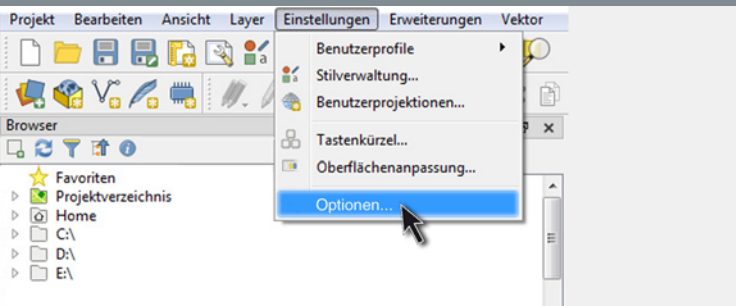 Projekt Bearbeiten Ansicht Layer Einstellungen Erweiterungen Vektor
Benutzerprofile
Stilverwaltung...
Benutzerprojektionen...
Tastenkürzel...
Oberflächenanpassung...
Optionen...
Browser
Favoriten
Projektverzeichnis
Home
C:\
D:\
E:\